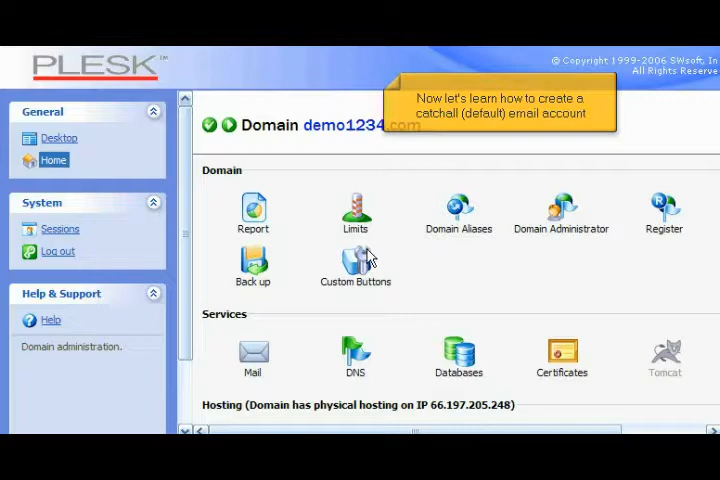 PLESK™
© Copyright 1999-2006 SWsoft, In
All Rights Reserve
Now let's learn how to create a
catchall (default) email account
General
Desktop
Home
System
Sessions
Log out
Help & Support
Help
Domain administration.
Domain demo1234.com
Domain
Report
Limits
Domain Aliases
Domain Administrator
Register
Back up
Custom Buttons
Services
Mail
DNS
Databases
Certificates
Tomcat
Hosting (Domain has physical hosting on IP 66.197.205.248)